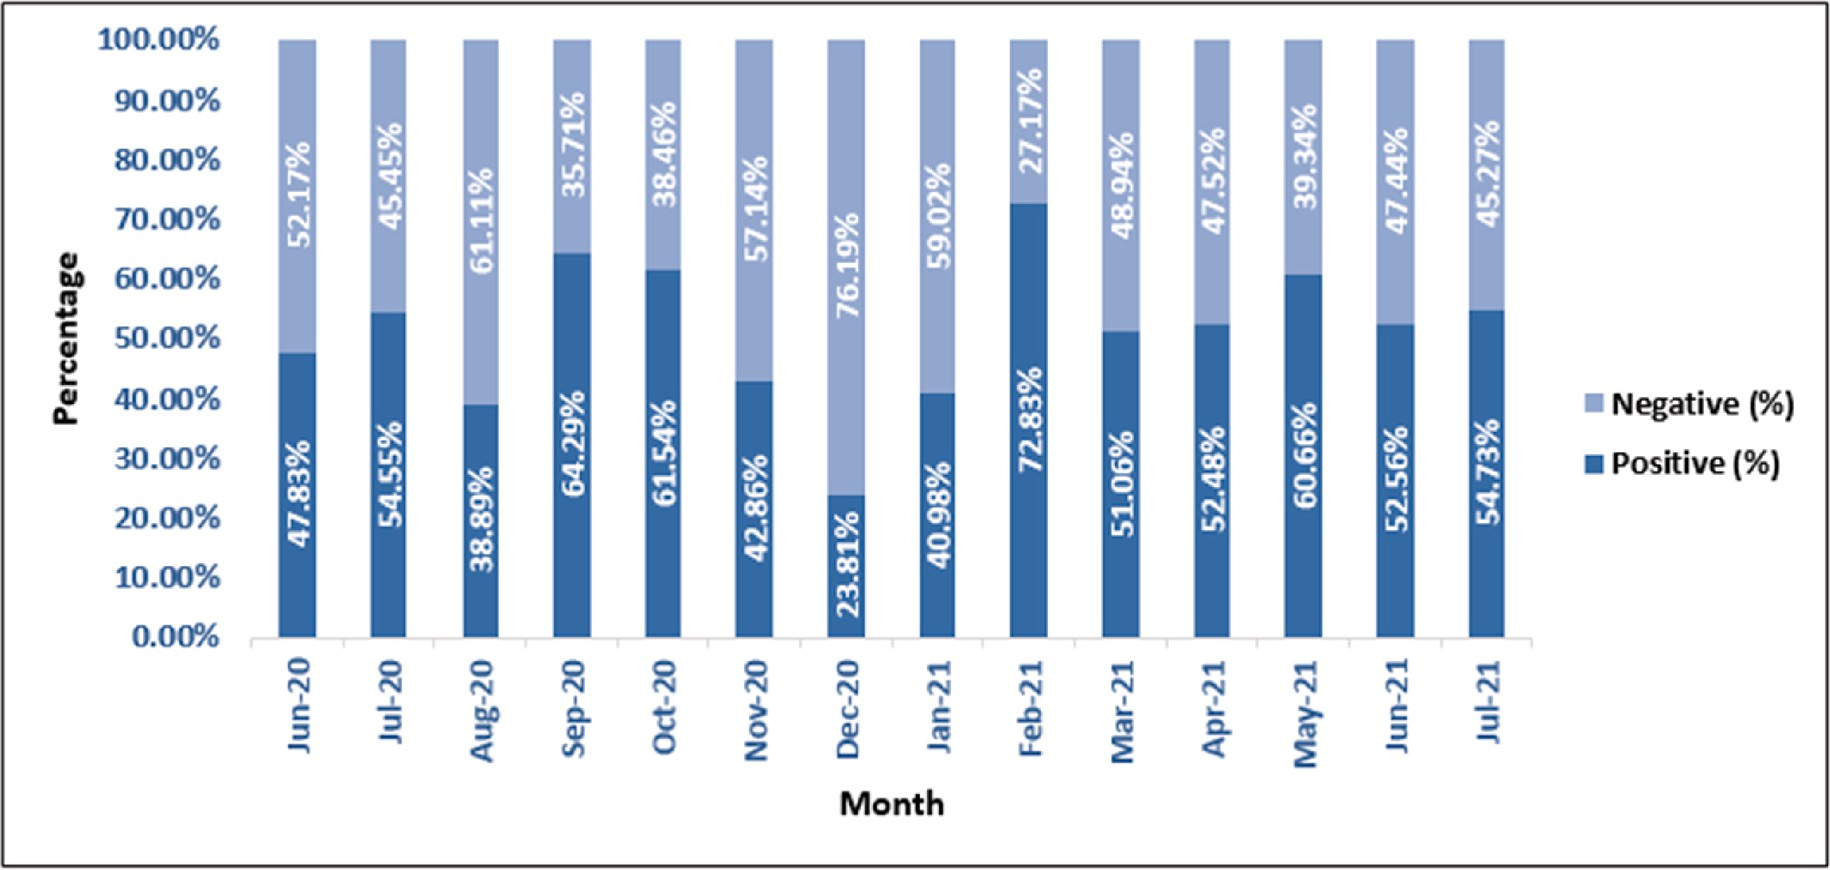 100.00%
90.00%
80.00%
70.00%
60.00%
50.00%
40.00%
30.00%
20.00%
10.00%
0.00%
Percentage
52.17%
45.45%
61.11%
35.71%
38.46%
57.14%
76.19%
59.02%
27.17%
48.94%
47.52%
39.34%
47.44%
45.27%
47.83%
54.55%
38.89%
64.29%
61.54%
42.86%
23.81%
40.98%
72.83%
51.06%
52.48%
60.66%
52.56%
54.73%
Jun-20
Jul-20
Aug-20
Sep-20
Oct-20
Nov-20
Dec-20
Jan-21
Feb-21
Mar-21
Apr-21
May-21
Jun-21
Jul-21
Month
Negative (%)
Positive (%)